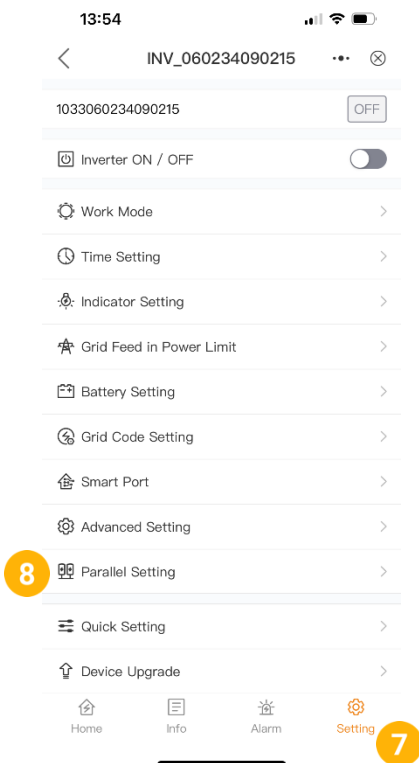 13:54
INV_060234090215
1033060234090215 OFF
Inverter ON / OFF
Work Mode
Time Setting
Indicator Setting
Grid Feed in Power Limit
Battery Setting
Grid Code Setting
Smart Port
Advanced Setting
8 Parallel Setting
Quick Setting
Device Upgrade
Home Info Alarm Setting
7